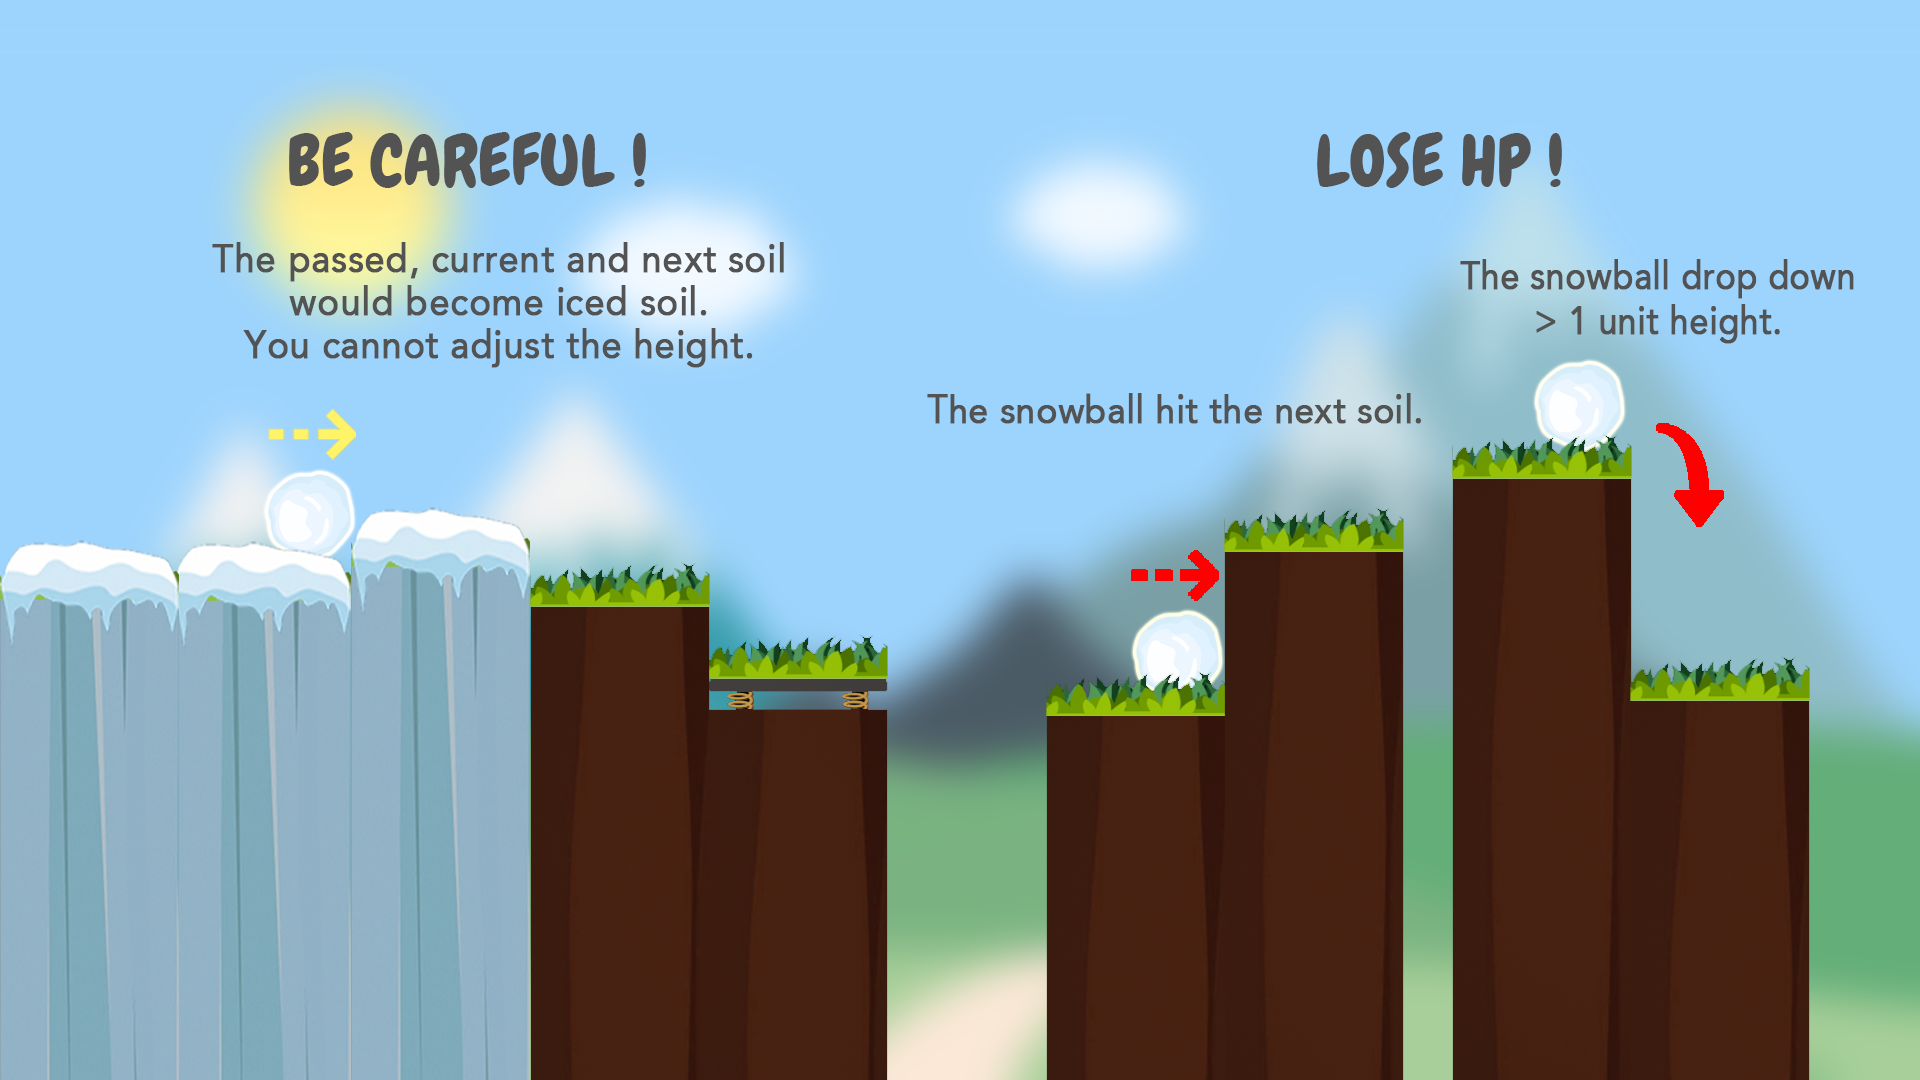 BE CAREFUL !
The passed, current and next soil
would become iced soil.
You cannot adjust the height.
LOSE HP !
The snowball hit the next soil.
The snowball drop down
> 1 unit height.